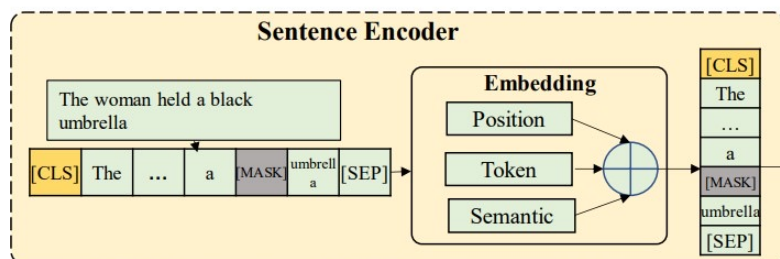 Sentence Encoder
The woman held a black
umbrella
[CLS] The ... a [MASK] umbrell
a [SEP]
Embedding
Position
Token
Semantic
[CLS]
The
...
a
[MASK]
umbrella
[SEP]